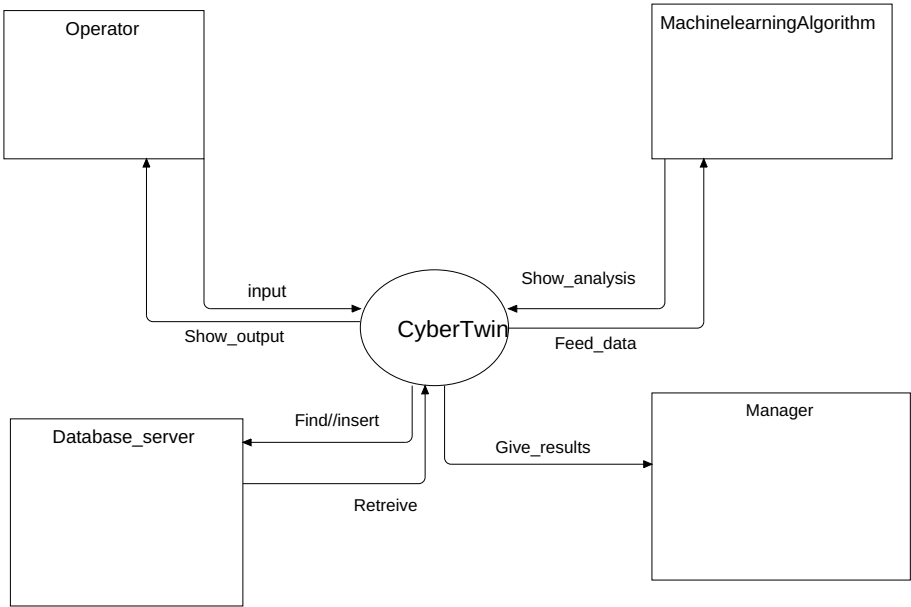 Operator
MachinelearningAlgorithm
input
Show_analysis
Show_output
CyberTwin
Feed_data
Find//insert
Database_server
Manager
Give_results
Retreive